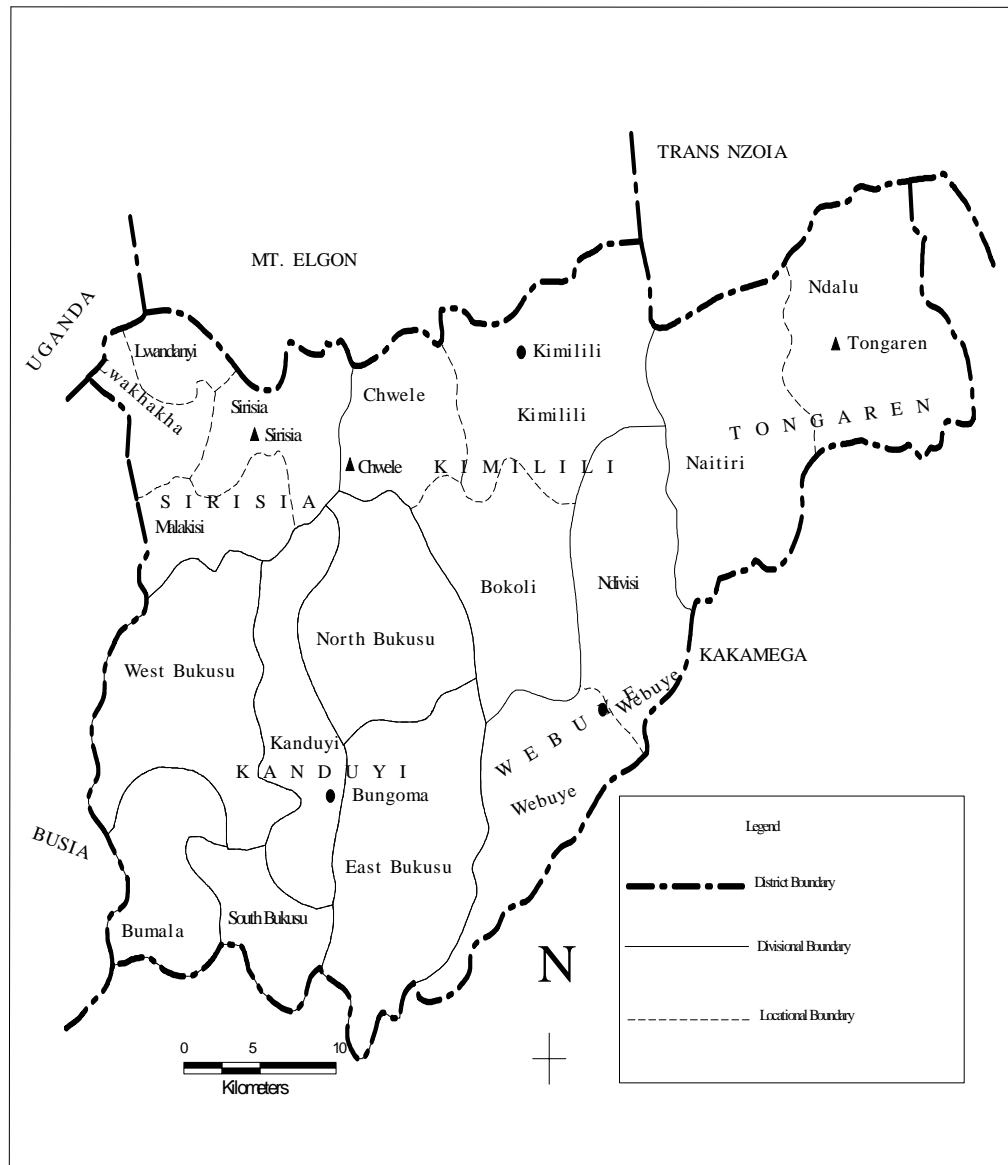 TRANS NZOIA
MT. ELGON
UGANDA
Ndalu
Lwandanyi
Kimilili
Tongaren
Lwakhakha
Chwele
Sirisia
Kimilili
TONGAREN
Sirisia
Chwele
KIMILILI
Naitiri
SIRISIA
Malakisi
Bokoli
Ndivisi
North Bukusu
West Bukusu
KAKAMEGA
Webuye
WEBUYE
Kanduyi
KANDUYI
Bungoma
Webuye
BUSIA
Legend
East Bukusu
District Boundary
South Bukusu
Bumala
Divisional Boundary
N
Locational Boundary
0 5 10
Kilometers